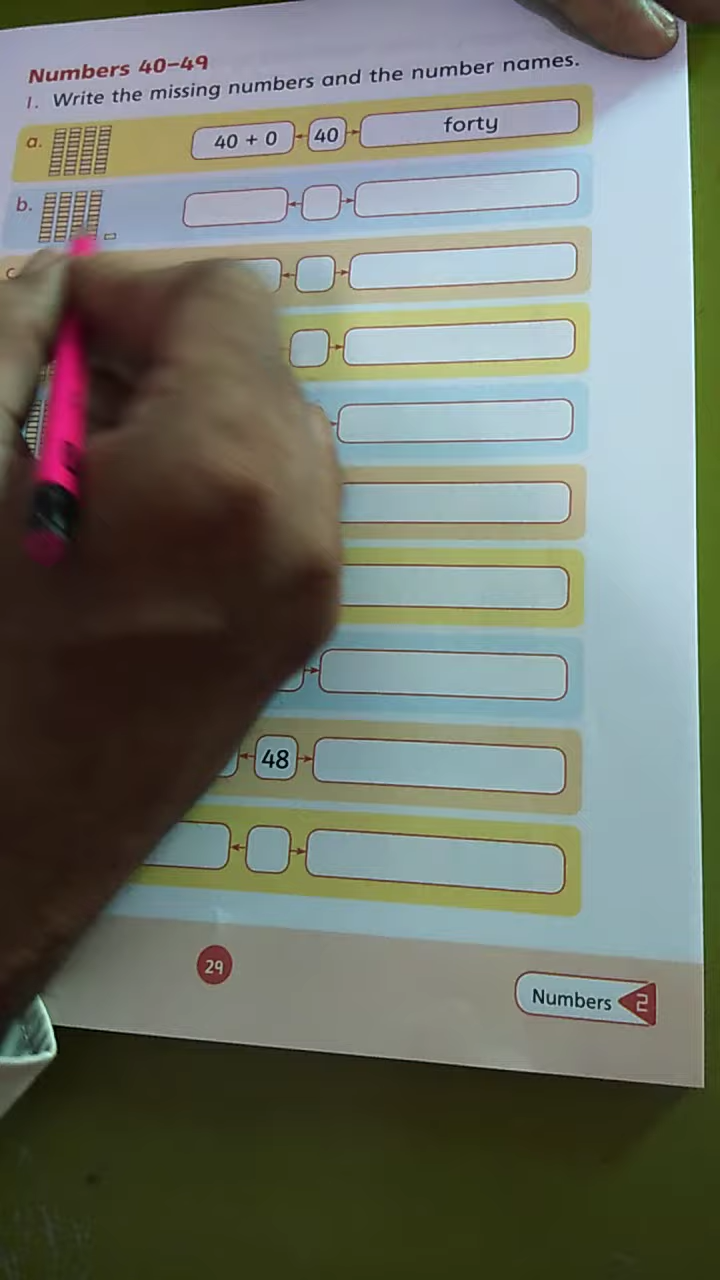 Numbers 40–49
1. Write the missing numbers and the number names.
a. 40 + 0 40 forty
b.
c
48
29
Numbers 2